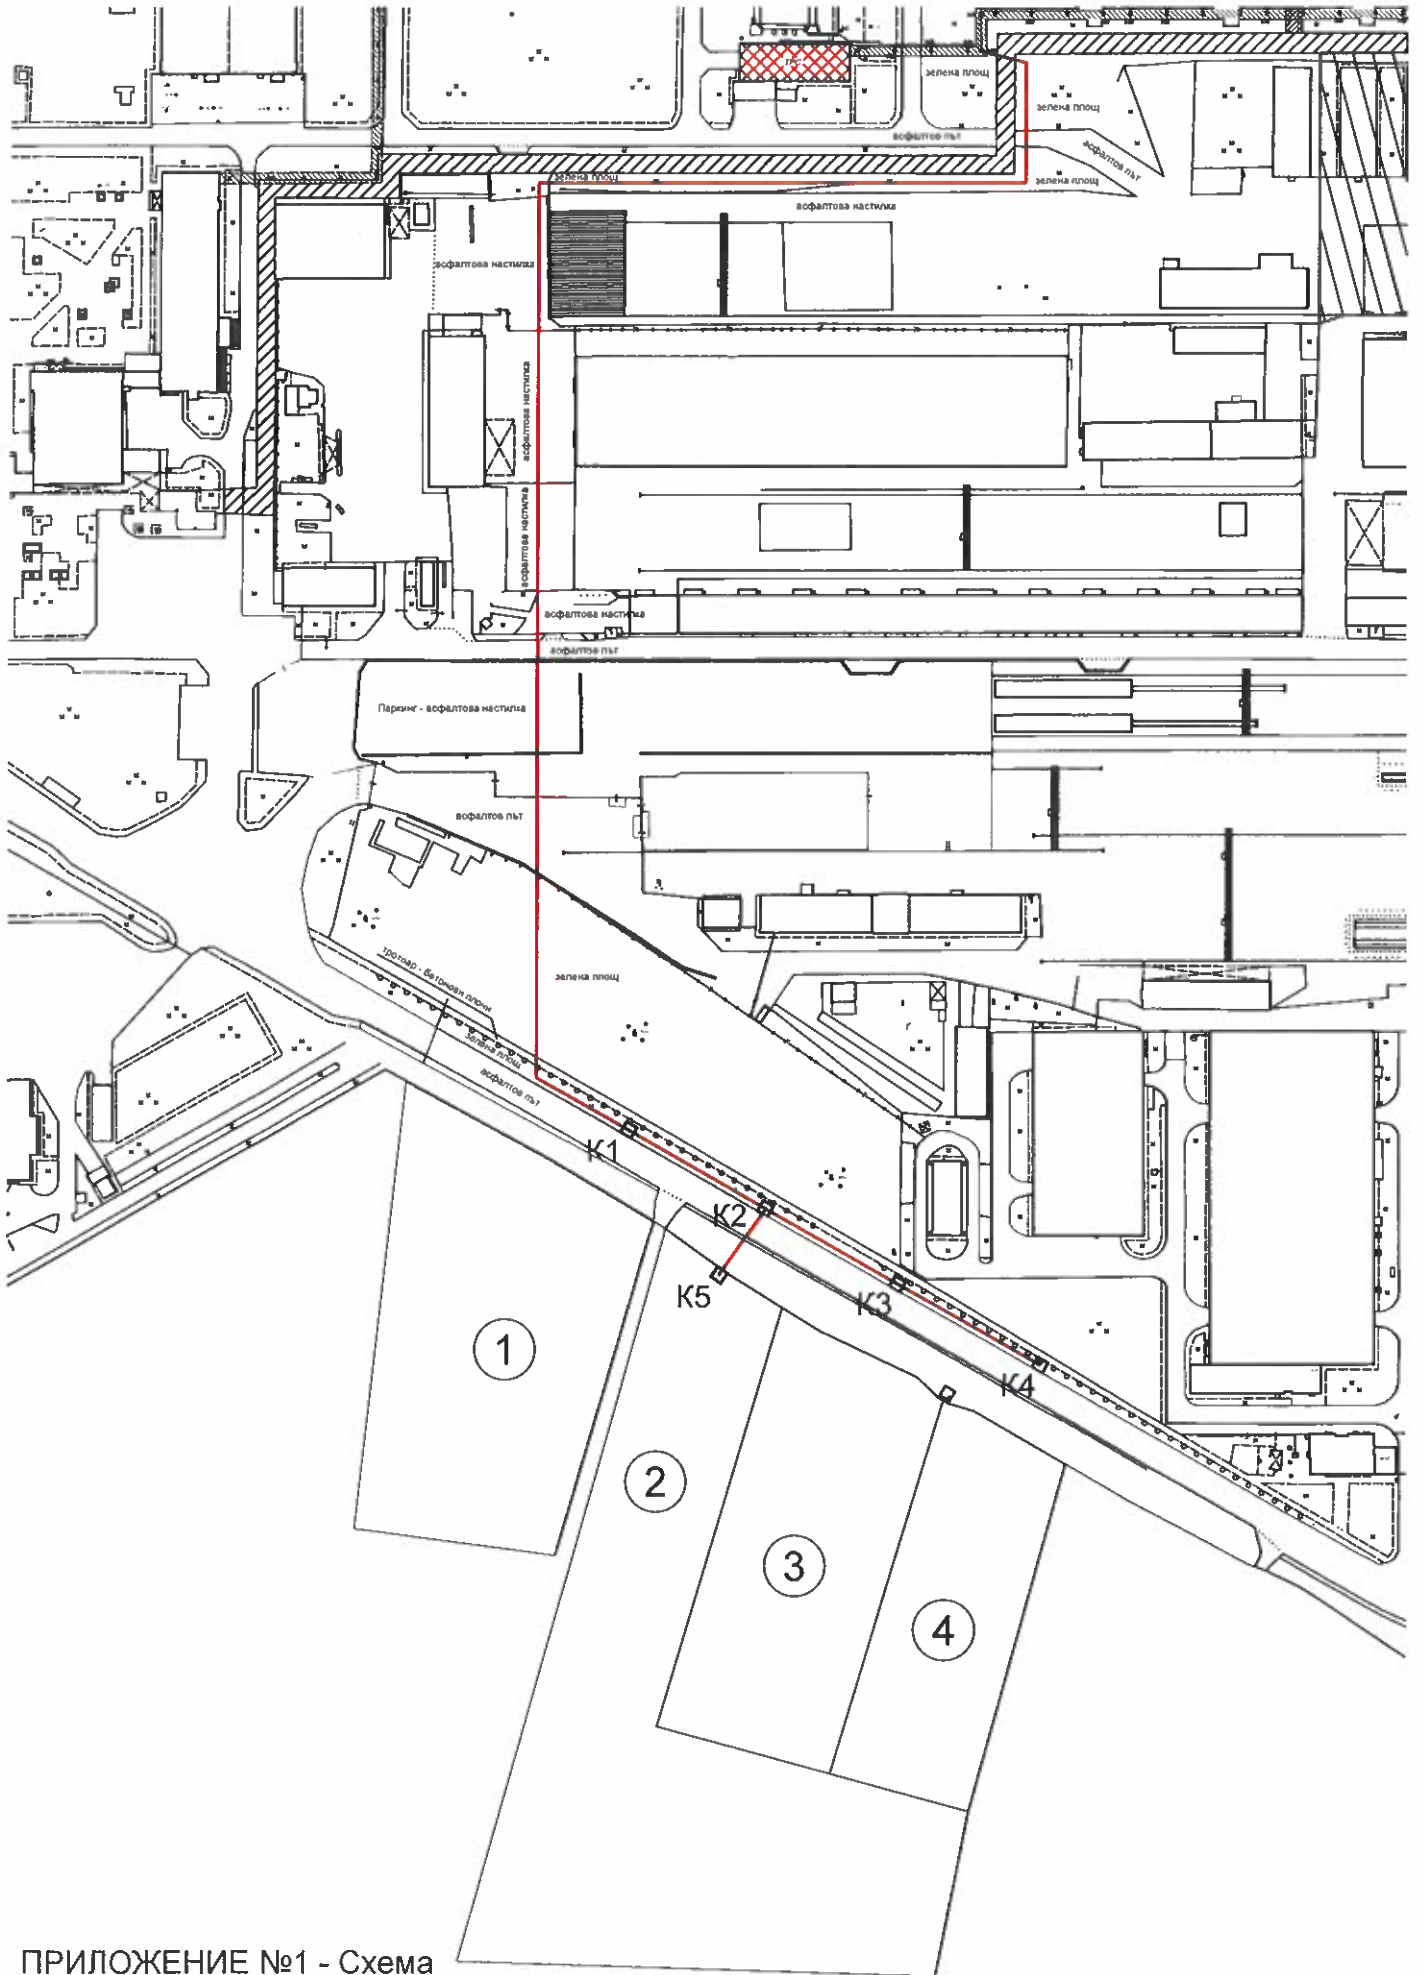 ГРС
зелена площ
зелена площ
асфалтов път
асфалтов път
зелена площ
зелена площ
асфалтова настилка
асфалтова настилка
асфалтова настилка
асфалтова настилка
асфалтова настилка
асфалтов път
Паркинг - асфалтова настилка
асфалтов път
тротоар - бетонови плочи
зелена площ
зелена площ
асфалтов път
К1
К2
К5
К3
К4
1
2
3
4
ПРИЛОЖЕНИЕ №1 - Схема